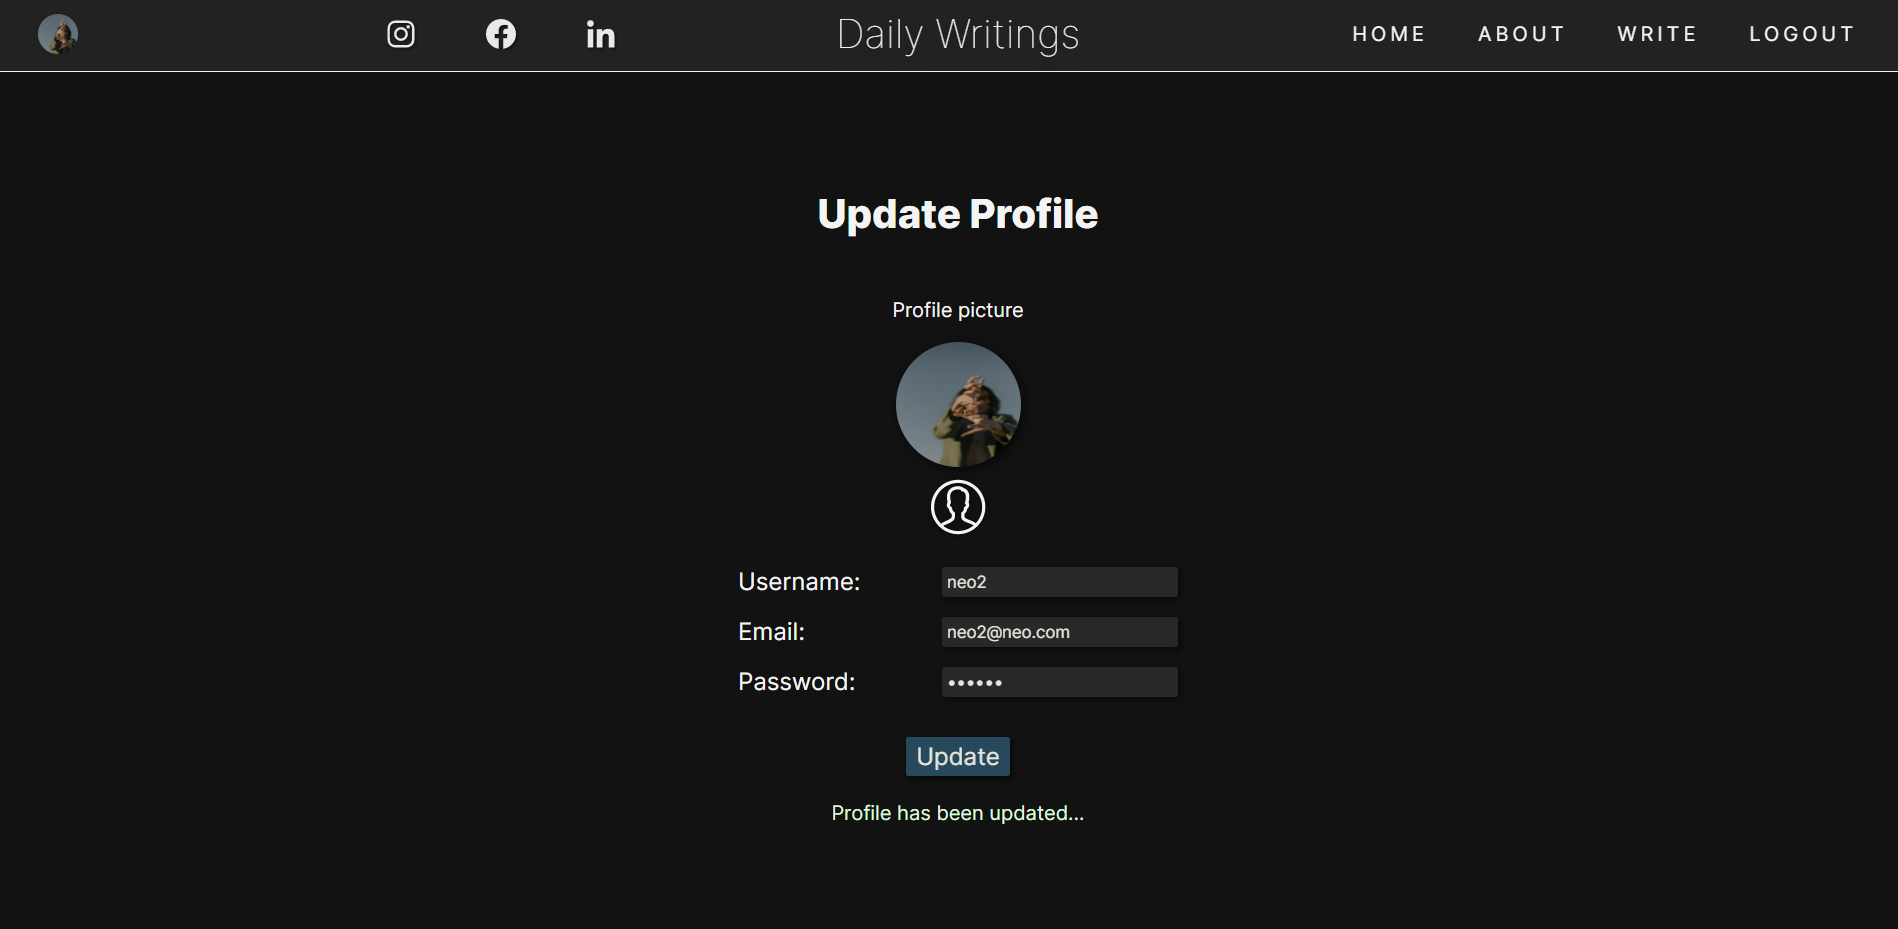 Daily Writings
HOME ABOUT WRITE LOGOUT
Update Profile
Profile picture
Username: neo2
Email: neo2@neo.com
Password: ••••••
Update
Profile has been updated...